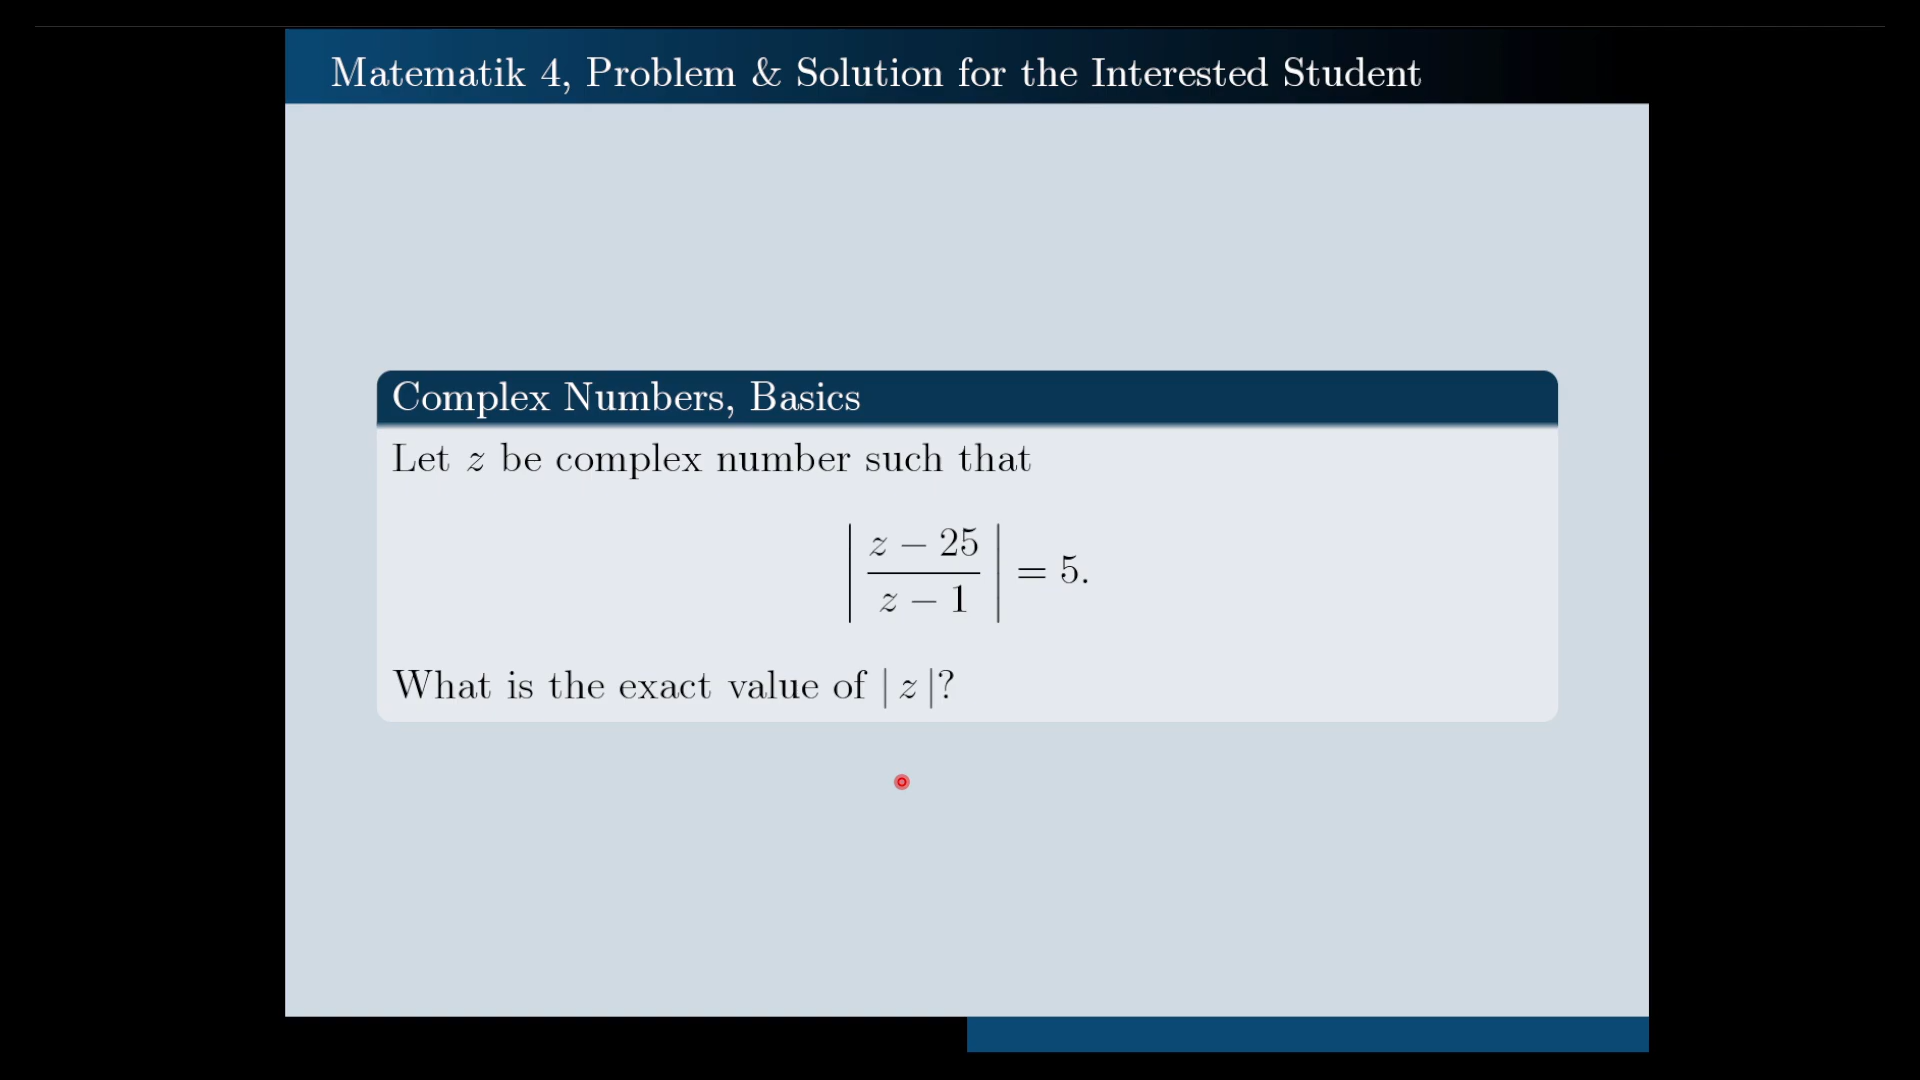 Matematik 4, Problem & Solution for the Interested Student
Complex Numbers, Basics
Let z be complex number such that
| (z − 25) / (z − 1) | = 5.
What is the exact value of | z |?